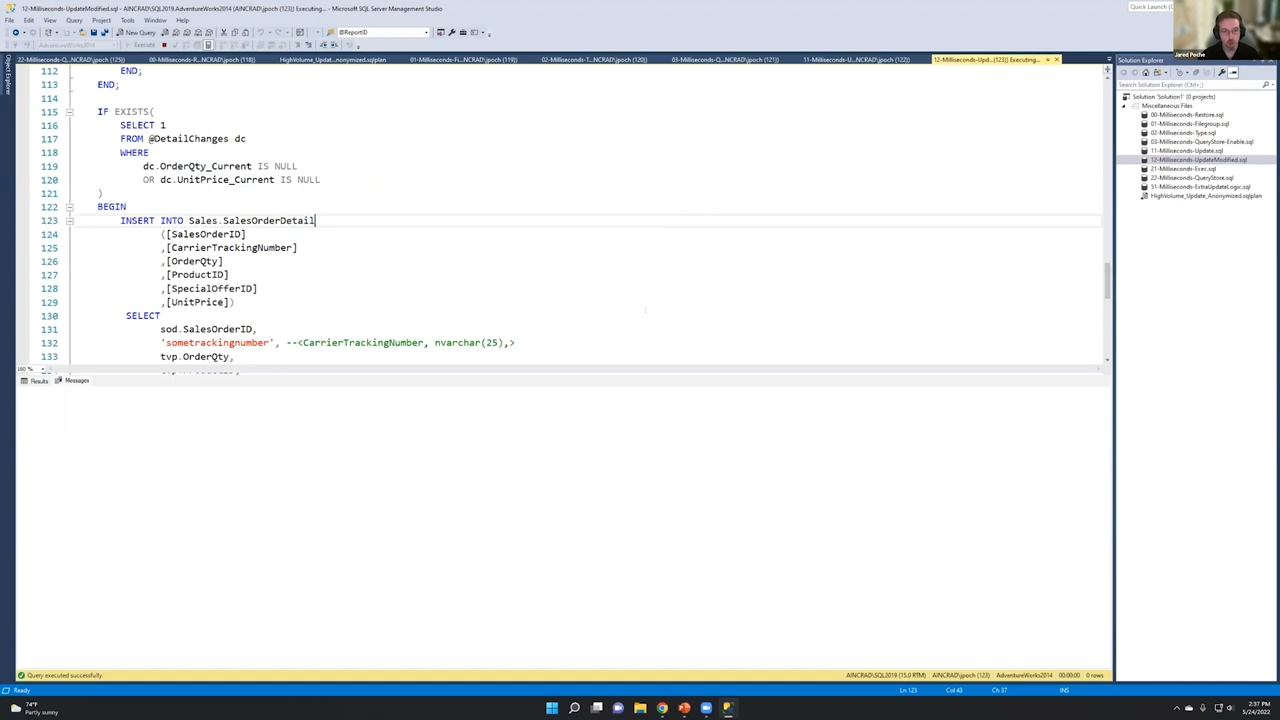 12-Milliseconds-UpdateModified.sql - AINCRAD\SQL2019.AdventureWorks2014 (AINCRAD\jpoch (123)) Executing... - Microsoft SQL Server Management Studio
Quick Launch (
File Edit View Query Project Tools Window Help
New Query
@ReportID
AdventureWorks2014
Execute
22-Milliseconds-Q...NCRAD\jpoch (125))
00-Milliseconds-R...NCRAD\jpoch (118))
HighVolume_Updat...nonymized.sqlplan
01-Milliseconds-Fi...NCRAD\jpoch (119))
02-Milliseconds-T...NCRAD\jpoch (120))
03-Milliseconds-Q...NCRAD\jpoch (121))
11-Milliseconds-U...NCRAD\jpoch (122))
12-Milliseconds-Upd...(123)) Executing...
Jared Poche
Object Explorer
Solution Explorer
Search Solution Explorer (Ctrl+;)
Solution 'Solution1' (0 projects)
Miscellaneous Files
00-Milliseconds-Restore.sql
01-Milliseconds-Filegroup.sql
02-Milliseconds-Type.sql
03-Milliseconds-QueryStore-Enable.sql
11-Milliseconds-Update.sql
12-Milliseconds-UpdateModified.sql
21-Milliseconds-Exec.sql
22-Milliseconds-QueryStore.sql
51-Milliseconds-ExtraUpdateLogic.sql
HighVolume_Update_Anonymized.sqlplan
112 END;
113 END;
114
115 IF EXISTS(
116 SELECT 1
117 FROM @DetailChanges dc
118 WHERE
119 dc.OrderQty_Current IS NULL
120 OR dc.UnitPrice_Current IS NULL
121 )
122 BEGIN
123 INSERT INTO Sales.SalesOrderDetail
124 ([SalesOrderID]
125 ,[CarrierTrackingNumber]
126 ,[OrderQty]
127 ,[ProductID]
128 ,[SpecialOfferID]
129 ,[UnitPrice])
130 SELECT
131 sod.SalesOrderID,
132 'sometrackingnumber', --<CarrierTrackingNumber, nvarchar(25),>
133 tvp.OrderQty,
160 %
Results Messages
Query executed successfully.
AINCRAD\SQL2019 (15.0 RTM) AINCRAD\jpoch (123) AdventureWorks2014 00:00:00 0 rows
Ready
Ln 123 Col 43 Ch 37 INS
74°F
Partly sunny
2:37 PM
5/24/2022